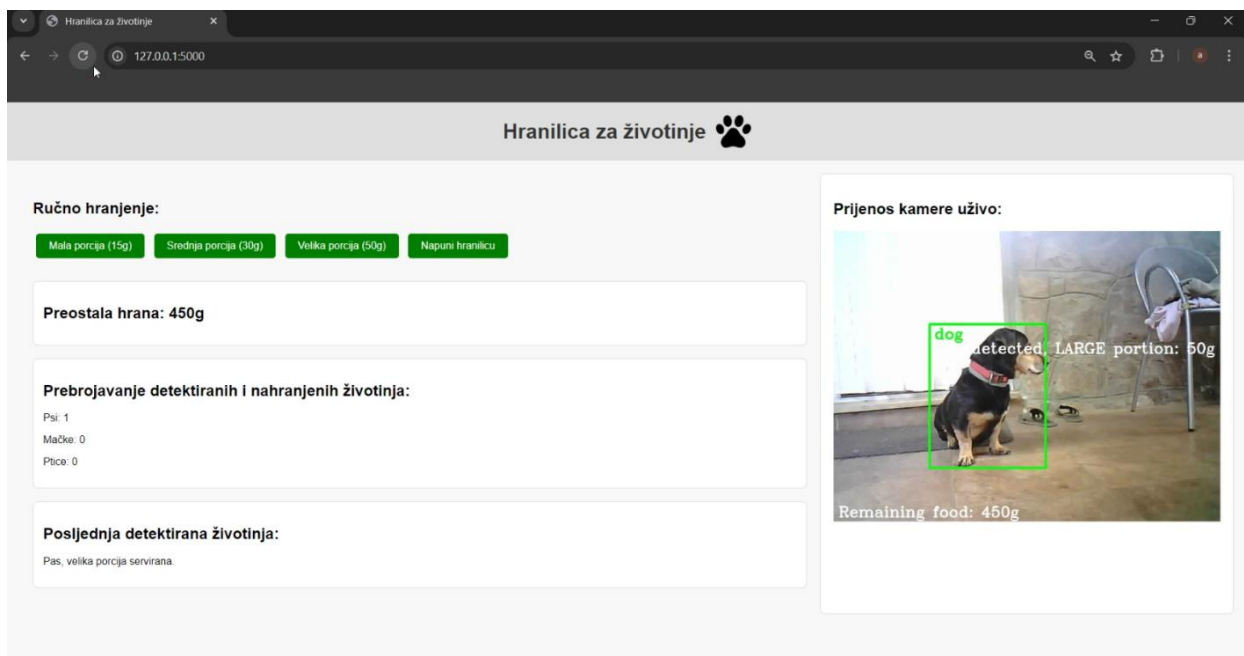 Hranilica za životinje
127.0.0.1:5000
Hranilica za životinje
Ručno hranjenje:
Mala porcija (15g) Srednja porcija (30g) Velika porcija (50g) Napuni hranilicu
Preostala hrana: 450g
Prebrojavanje detektiranih i nahranjenih životinja:
Psi: 1
Mačke: 0
Ptice: 0
Posljednja detektirana životinja:
Pas, velika porcija servirana.
Prijenos kamere uživo:
dog
detected, LARGE portion: 50g
Remaining food: 450g